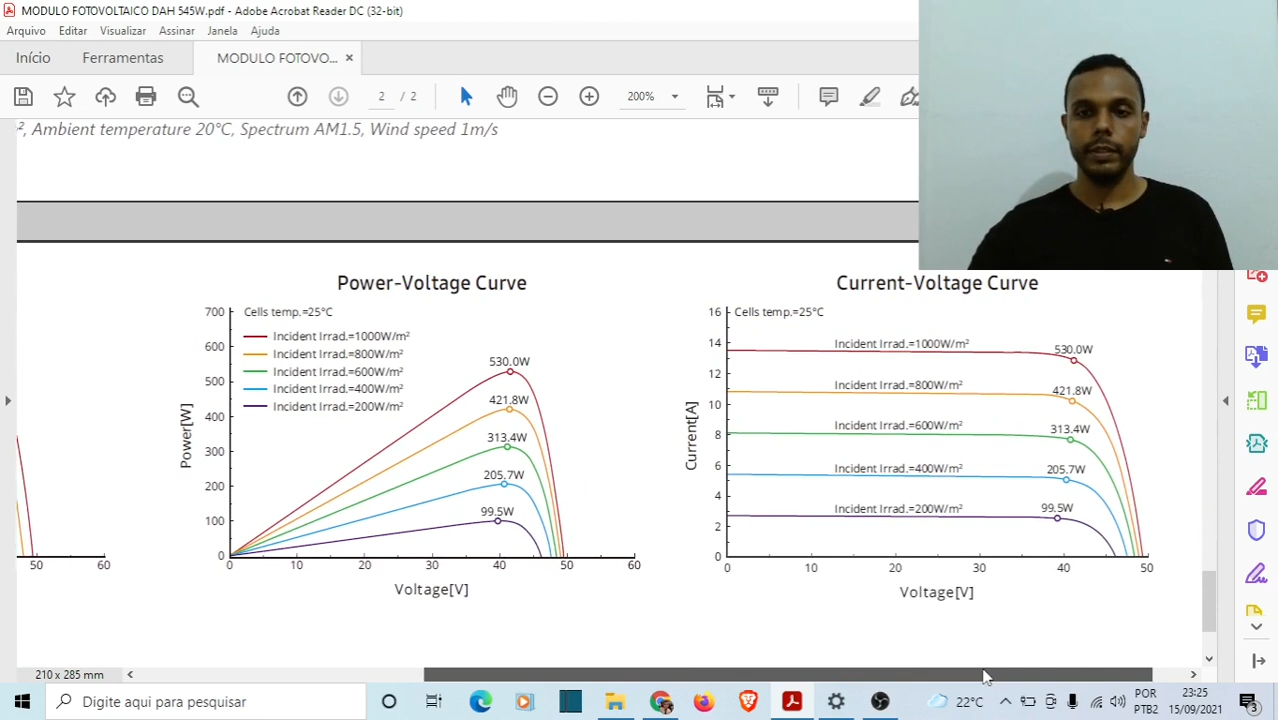 MODULO FOTOVOLTAICO DAH 545W.pdf - Adobe Acrobat Reader DC (32-bit)
Arquivo Editar Visualizar Assinar Janela Ajuda
Início Ferramentas MODULO FOTOVO... ×
2 / 2 200%
², Ambient temperature 20°C, Spectrum AM1.5, Wind speed 1m/s
50 60
Power-Voltage Curve
Cells temp.=25°C
Incident Irrad.=1000W/m²
Incident Irrad.=800W/m²
Incident Irrad.=600W/m²
Incident Irrad.=400W/m²
Incident Irrad.=200W/m²
Power[W]
700
600
500
400
300
200
100
0
530.0W
421.8W
313.4W
205.7W
99.5W
0 10 20 30 40 50 60
Voltage[V]
Current-Voltage Curve
Cells temp.=25°C
Current[A]
16
14
12
10
8
6
4
2
0
Incident Irrad.=1000W/m² 530.0W
Incident Irrad.=800W/m² 421.8W
Incident Irrad.=600W/m² 313.4W
Incident Irrad.=400W/m² 205.7W
Incident Irrad.=200W/m² 99.5W
0 10 20 30 40 50
Voltage[V]
210 x 285 mm
Digite aqui para pesquisar
22°C
POR
PTB2
23:25
15/09/2021
3